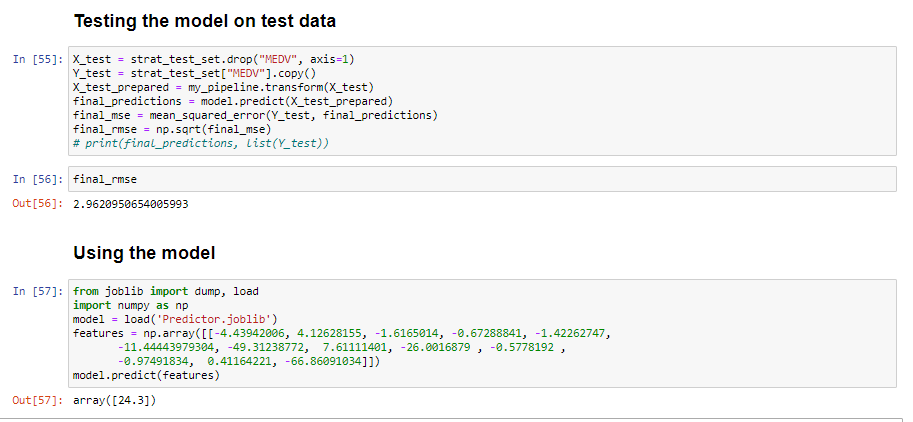 Testing the model on test data
In [55]: X_test = strat_test_set.drop("MEDV", axis=1)
Y_test = strat_test_set["MEDV"].copy()
X_test_prepared = my_pipeline.transform(X_test)
final_predictions = model.predict(X_test_prepared)
final_mse = mean_squared_error(Y_test, final_predictions)
final_rmse = np.sqrt(final_mse)
# print(final_predictions, list(Y_test))
In [56]: final_rmse
Out[56]: 2.9620950654005993
Using the model
In [57]: from joblib import dump, load
import numpy as np
model = load('Predictor.joblib')
features = np.array([[-4.43942006, 4.12628155, -1.6165014, -0.67288841, -1.42262747,
-11.44443979304, -49.31238772,  7.61111401, -26.0016879 , -0.5778192 ,
-0.97491834,  0.41164221, -66.86091034]])
model.predict(features)
Out[57]: array([24.3])